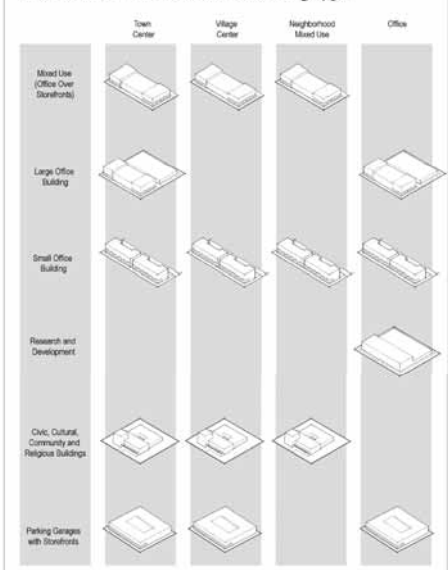 Town
Center
Village
Center
Neighborhood
Mixed Use
Office
Mixed Use
(Office Over
Storefronts)
Large Office
Building
Small Office
Building
Research and
Development
Civic, Cultural,
Community and
Religious Buildings
Parking Garages
with Storefronts